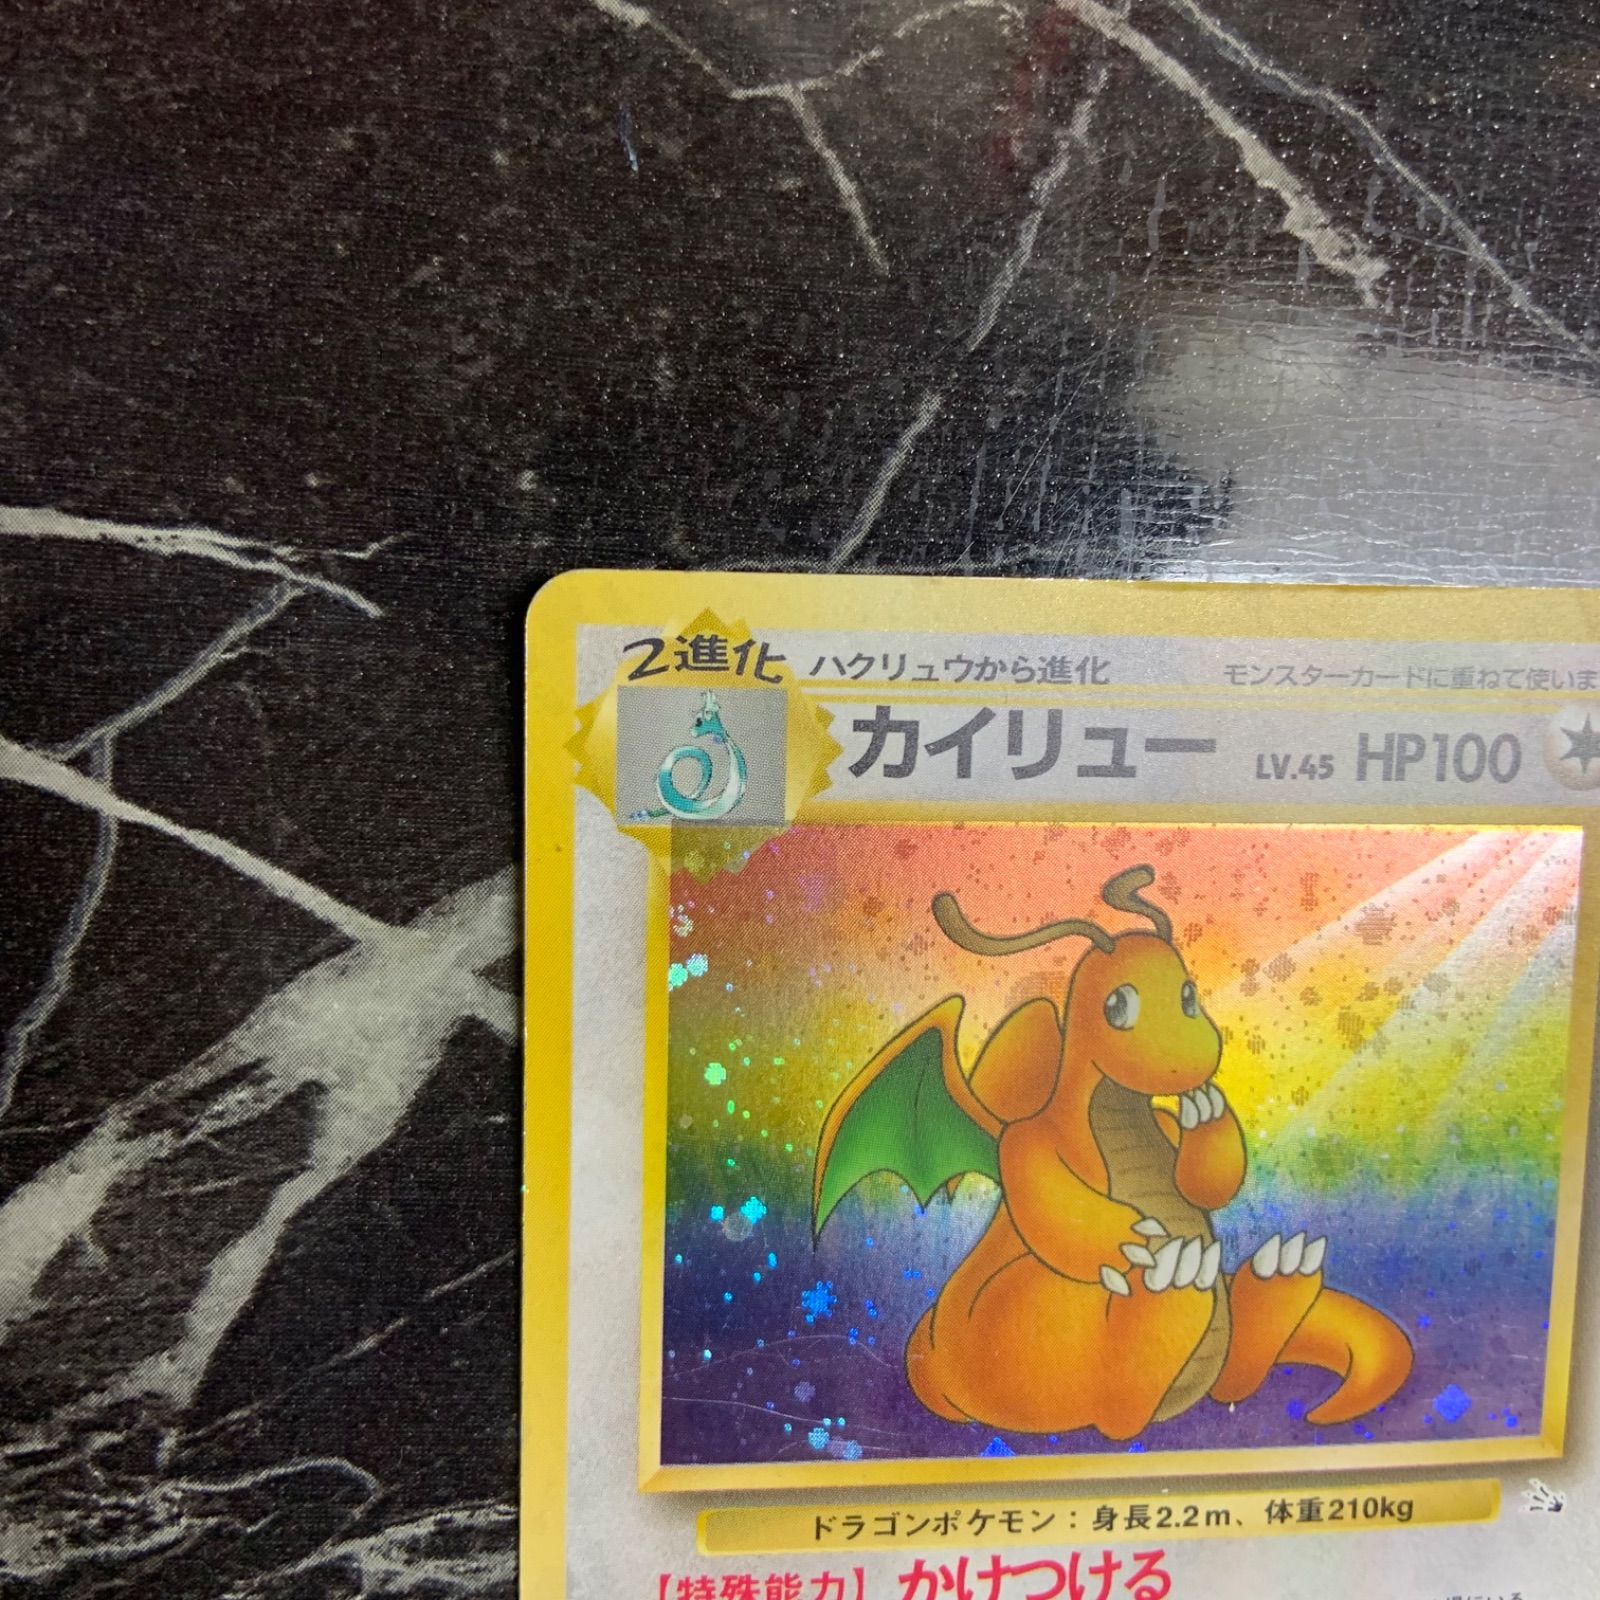 2進化
ハクリュウから進化
モンスターカードに重ねて使いま
カイリュー LV.45 HP100
ドラゴンポケモン：身長2.2m、体重210kg
【特殊能力】 かけつける